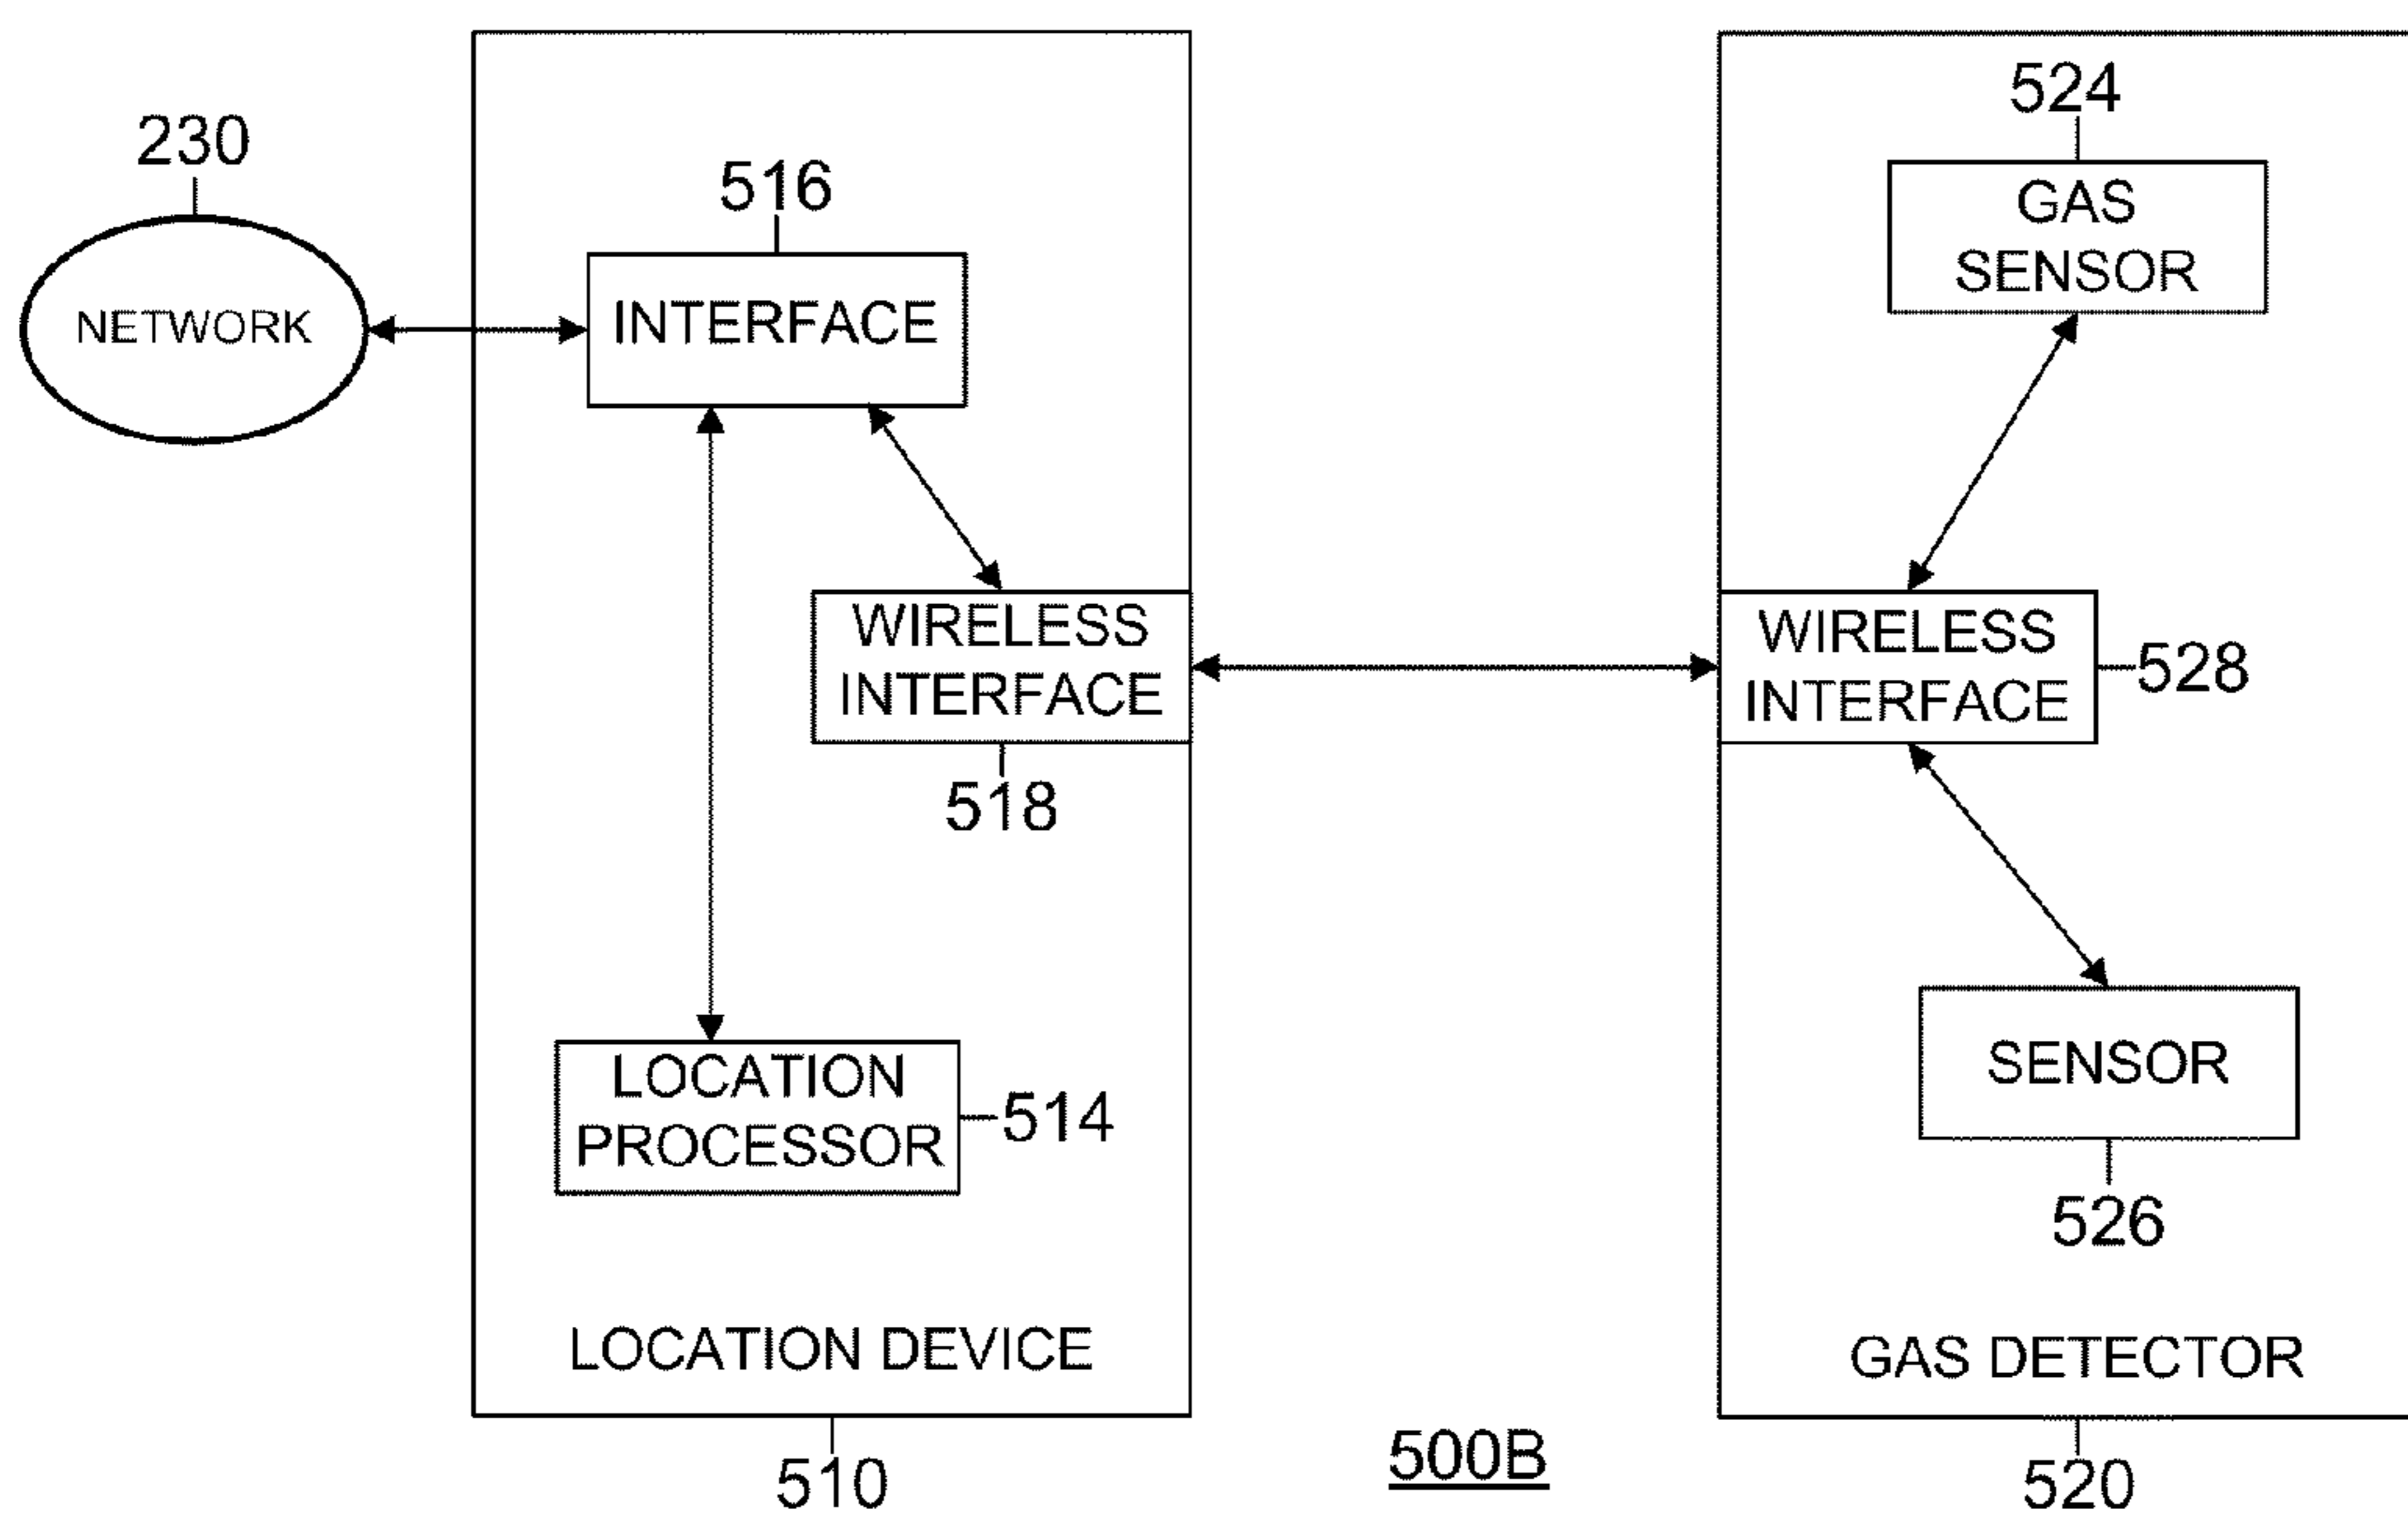 230
NETWORK
516
INTERFACE
WIRELESS
INTERFACE
518
LOCATION
PROCESSOR
514
LOCATION DEVICE
510
524
GAS
SENSOR
WIRELESS
INTERFACE
528
SENSOR
526
GAS DETECTOR
520
500B